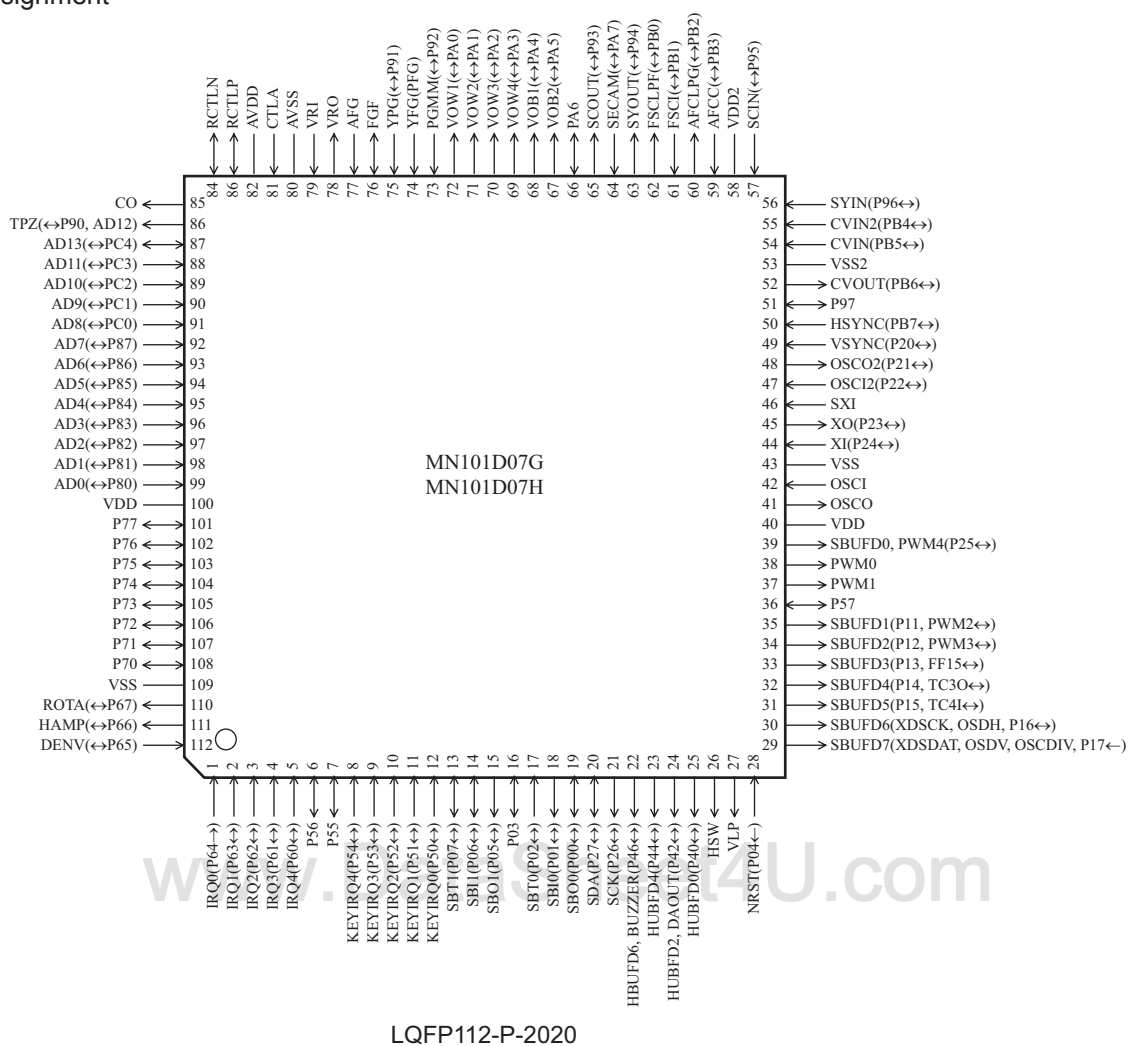 signment
RCTLN
RCTLP
AVDD
CTLA
AVSS
VRI
VRO
AFG
FGF
YPG(↔P91)
YFG(PFG)
PGMM(↔P92)
VOW1(↔PA0)
VOW2(↔PA1)
VOW3(↔PA2)
VOW4(↔PA3)
VOB1(↔PA4)
VOB2(↔PA5)
PA6
SCOUT(↔P93)
SECAM(↔PA7)
SYOUT(↔P94)
FSCLPF(↔PB0)
FSCI(↔PB1)
AFCLPG(↔PB2)
AFCC(↔PB3)
VDD2
SCIN(↔P95)
84 86 82 81 80 79 78 77 76 75 74 73 72 71 70 69 68 67 66 65 64 63 62 61 60 59 58 57
CO 85
TPZ(↔P90, AD12) 86
AD13(↔PC4) 87
AD11(↔PC3) 88
AD10(↔PC2) 89
AD9(↔PC1) 90
AD8(↔PC0) 91
AD7(↔P87) 92
AD6(↔P86) 93
AD5(↔P85) 94
AD4(↔P84) 95
AD3(↔P83) 96
AD2(↔P82) 97
AD1(↔P81) 98
AD0(↔P80) 99
VDD 100
P77 101
P76 102
P75 103
P74 104
P73 105
P72 106
P71 107
P70 108
VSS 109
ROTA(↔P67) 110
HAMP(↔P66) 111
DENV(↔P65) 112
MN101D07G
MN101D07H
56 SYIN(P96↔)
55 CVIN2(PB4↔)
54 CVIN(PB5↔)
53 VSS2
52 CVOUT(PB6↔)
51 P97
50 HSYNC(PB7↔)
49 VSYNC(P20↔)
48 OSCO2(P21↔)
47 OSCI2(P22↔)
46 SXI
45 XO(P23↔)
44 XI(P24↔)
43 VSS
42 OSCI
41 OSCO
40 VDD
39 SBUFD0, PWM4(P25↔)
38 PWM0
37 PWM1
36 P57
35 SBUFD1(P11, PWM2↔)
34 SBUFD2(P12, PWM3↔)
33 SBUFD3(P13, FF15↔)
32 SBUFD4(P14, TC3O↔)
31 SBUFD5(P15, TC4I↔)
30 SBUFD6(XDSCK, OSDH, P16↔)
29 SBUFD7(XDSDAT, OSDV, OSCDIV, P17←)
1 2 3 4 5 6 7 8 9 10 11 12 13 14 15 16 17 18 19 20 21 22 23 24 25 26 27 28
IRQ0(P64→)
IRQ1(P63↔)
IRQ2(P62↔)
IRQ3(P61↔)
IRQ4(P60↔)
P56
P55
KEYIRQ4(P54↔)
KEYIRQ3(P53↔)
KEYIRQ2(P52↔)
KEYIRQ1(P51↔)
KEYIRQ0(P50↔)
SBT1(P07↔)
SBI1(P06↔)
SBO1(P05↔)
P03
SBT0(P02↔)
SBI0(P01↔)
SBO0(P00↔)
SDA(P27↔)
SCK(P26↔)
HBUFD6, BUZZER(P46↔)
HUBFD4(P44↔)
HUBFD2, DAOUT(P42↔)
HUBFD0(P40↔)
HSW
VLP
NRST(P04←)
www.DataSheet4U.com
LQFP112-P-2020